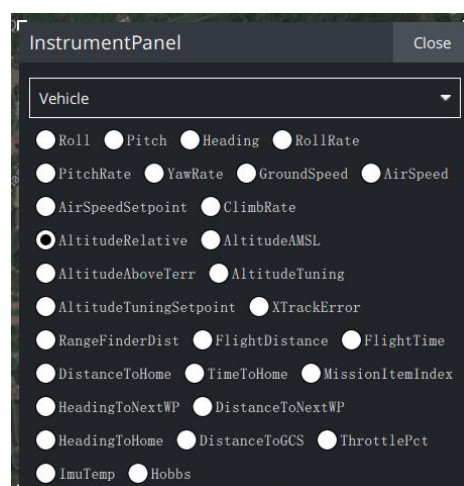 InstrumentPanel Close
Vehicle
Roll Pitch Heading RollRate
PitchRate YawRate GroundSpeed AirSpeed
AirSpeedSetpoint ClimbRate
AltitudeRelative AltitudeAMSL
AltitudeAboveTerr AltitudeTuning
AltitudeTuningSetpoint XTrackError
RangeFinderDist FlightDistance FlightTime
DistanceToHome TimeToHome MissionItemIndex
HeadingToNextWP DistanceToNextWP
HeadingToHome DistanceToGCS ThrottlePct
ImuTemp Hobbs